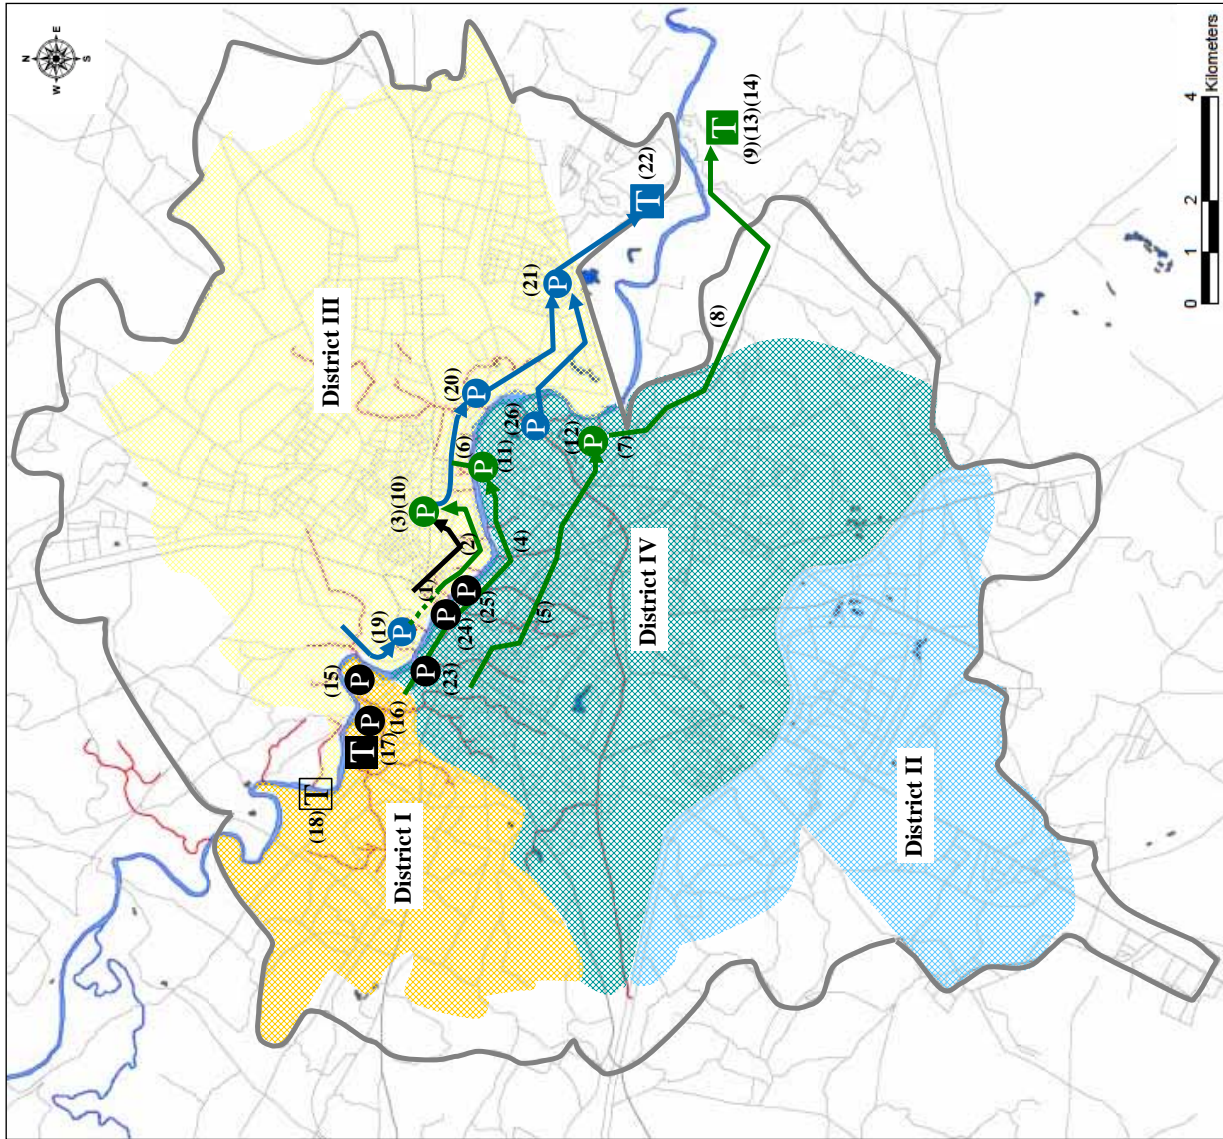 N
W E
S
District III
(15)
(19)
(1)
(2)
(3)(10)
(6)
(20)
(21)
T (22)
T
(9)(13)(14)
(18) T
T P
(17)(16)
P
P
P
P
P
P
P
P
P
P
P
(23)
(24)
(25)
(4)
(11)
(26)
(12)
(7)
(8)
(5)
District I
District IV
District II
0 1 2 4
Kilometers